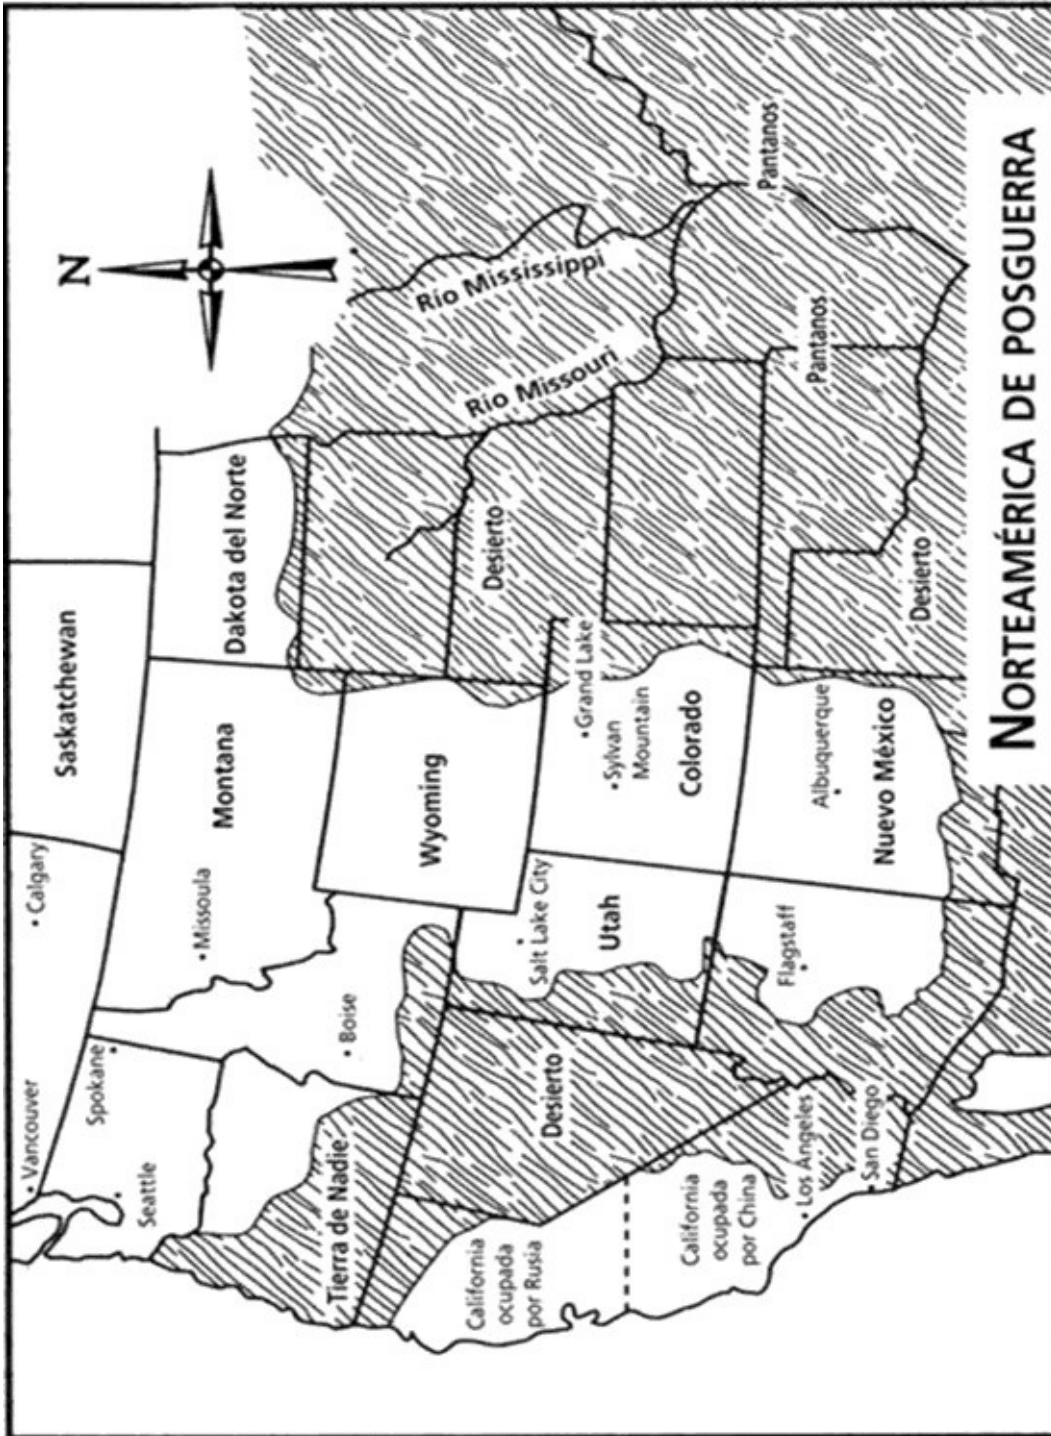 N
Vancouver
Calgary
Saskatchewan
Spokane
Seattle
Missoula
Montana
Dakota del Norte
Boise
Tierra de Nadie
Wyoming
Río Mississippi
Río Missouri
Desierto
California
ocupada
por Rusia
Desierto
Salt Lake City
Utah
Grand Lake
Sylvan
Mountain
Colorado
California
ocupada
por China
Pantanos
Pantanos
Los Angeles
San Diego
Flagstaff
Albuquerque
Nuevo México
Desierto
NORTEAMÉRICA DE POSGUERRA